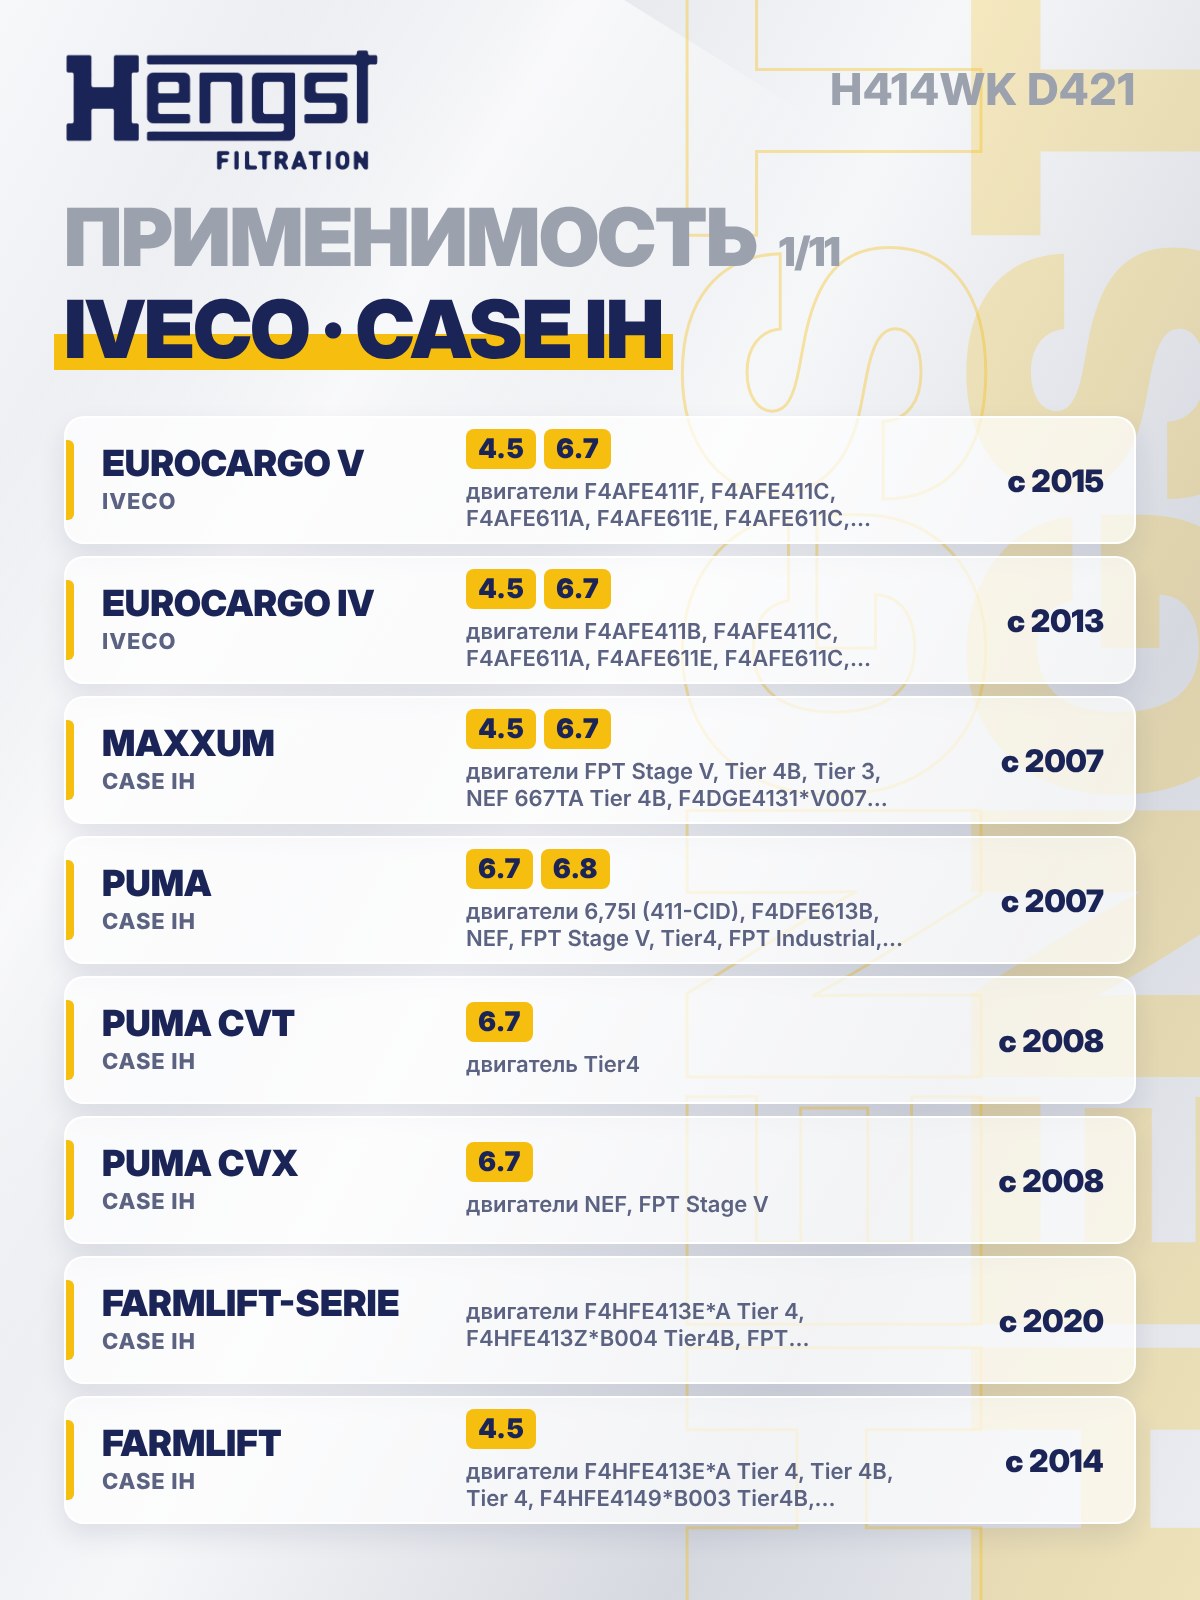 Hengst
FILTRATION
H414WK D421
ПРИМЕНИМОСТЬ 1/11
IVECO · CASE IH
EUROCARGO V
IVECO
4.5 6.7
двигатели F4AFE411F, F4AFE411C,
F4AFE611A, F4AFE611E, F4AFE611C,...
с 2015
EUROCARGO IV
IVECO
4.5 6.7
двигатели F4AFE411B, F4AFE411C,
F4AFE611A, F4AFE611E, F4AFE611C,...
с 2013
MAXXUM
CASE IH
4.5 6.7
двигатели FPT Stage V, Tier 4B, Tier 3,
NEF 667TA Tier 4B, F4DGE4131*V007...
с 2007
PUMA
CASE IH
6.7 6.8
двигатели 6,75l (411-CID), F4DFE613B,
NEF, FPT Stage V, Tier4, FPT Industrial,...
с 2007
PUMA CVT
CASE IH
6.7
двигатель Tier4
с 2008
PUMA CVX
CASE IH
6.7
двигатели NEF, FPT Stage V
с 2008
FARMLIFT-SERIE
CASE IH
двигатели F4HFE413E*A Tier 4,
F4HFE413Z*B004 Tier4B, FPT...
с 2020
FARMLIFT
CASE IH
4.5
двигатели F4HFE413E*A Tier 4, Tier 4B,
Tier 4, F4HFE4149*B003 Tier4B,...
с 2014
HENGST
HENGST